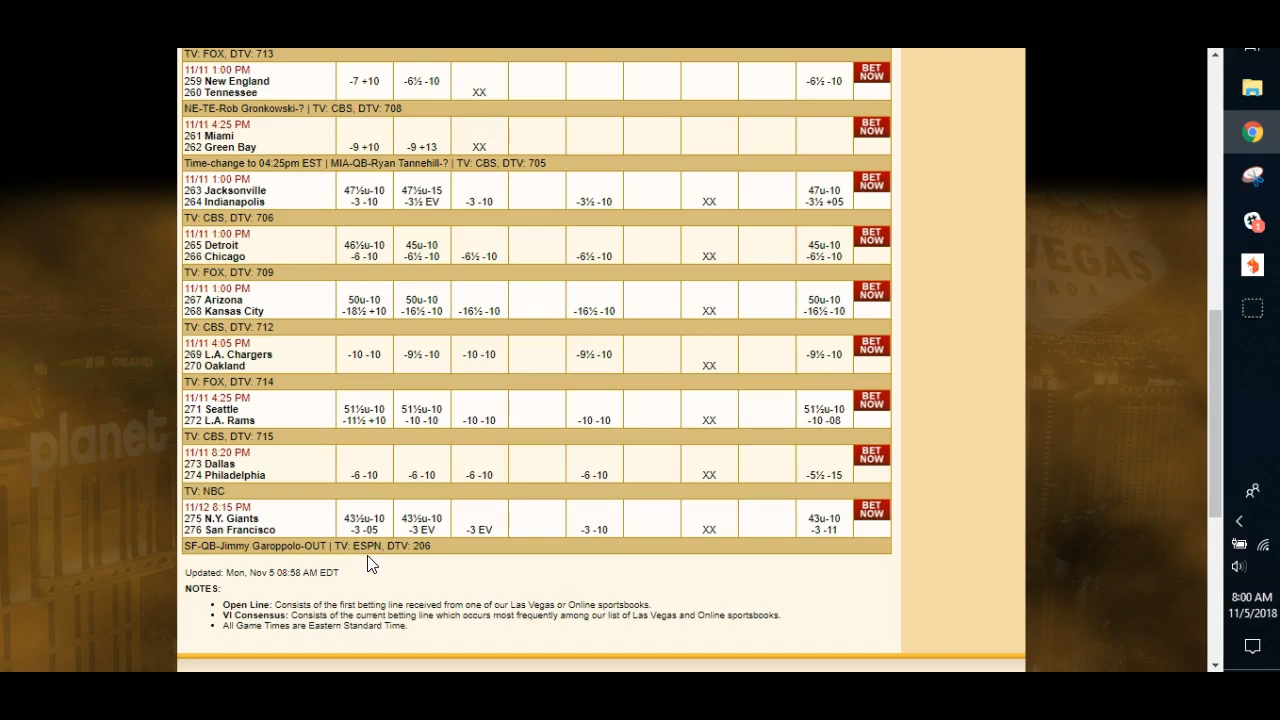 TV: FOX, DTV: 713
11/11 1:00 PM
259 New England -7 +10 -6½ -10 -6½ -10 BET NOW
260 Tennessee XX
NE-TE-Rob Gronkowski-? | TV: CBS, DTV: 708
11/11 4:25 PM
261 Miami BET NOW
262 Green Bay -9 +10 -9 +13 XX
Time-change to 04:25pm EST | MIA-QB-Ryan Tannehill-? | TV: CBS, DTV: 705
11/11 1:00 PM
263 Jacksonville 47½u-10 47½u-15 47u-10 BET NOW
264 Indianapolis -3 -10 -3½ EV -3 -10 -3½ -10 XX -3½ +05
TV: CBS, DTV: 706
11/11 1:00 PM
265 Detroit 46½u-10 45u-10 45u-10 BET NOW
266 Chicago -6 -10 -6½ -10 -6½ -10 -6½ -10 XX -6½ -10
TV: FOX, DTV: 709
11/11 1:00 PM
267 Arizona 50u-10 50u-10 50u-10 BET NOW
268 Kansas City -18½ +10 -16½ -10 -16½ -10 -16½ -10 XX -16½ -10
TV: CBS, DTV: 712
11/11 4:05 PM
269 L.A. Chargers -10 -10 -9½ -10 -10 -10 -9½ -10 -9½ -10 BET NOW
270 Oakland XX
TV: FOX, DTV: 714
11/11 4:25 PM
271 Seattle 51½u-10 51½u-10 51½u-10 BET NOW
272 L.A. Rams -11½ +10 -10 -10 -10 -10 -10 -10 XX -10 -08
TV: CBS, DTV: 715
11/11 8:20 PM
273 Dallas BET NOW
274 Philadelphia -6 -10 -6 -10 -6 -10 -6 -10 XX -5½ -15
TV: NBC
11/12 8:15 PM
275 N.Y. Giants 43½u-10 43½u-10 43u-10 BET NOW
276 San Francisco -3 -05 -3 EV -3 EV -3 -10 XX -3 -11
SF-QB-Jimmy Garoppolo-OUT | TV: ESPN, DTV: 206
Updated: Mon, Nov 5 08:58 AM EDT
NOTES:
• Open Line: Consists of the first betting line received from one of our Las Vegas or Online sportsbooks.
• VI Consensus: Consists of the current betting line which occurs most frequently among our list of Las Vegas and Online sportsbooks.
• All Game Times are Eastern Standard Time.
planet
VEGAS
8:00 AM
11/5/2018